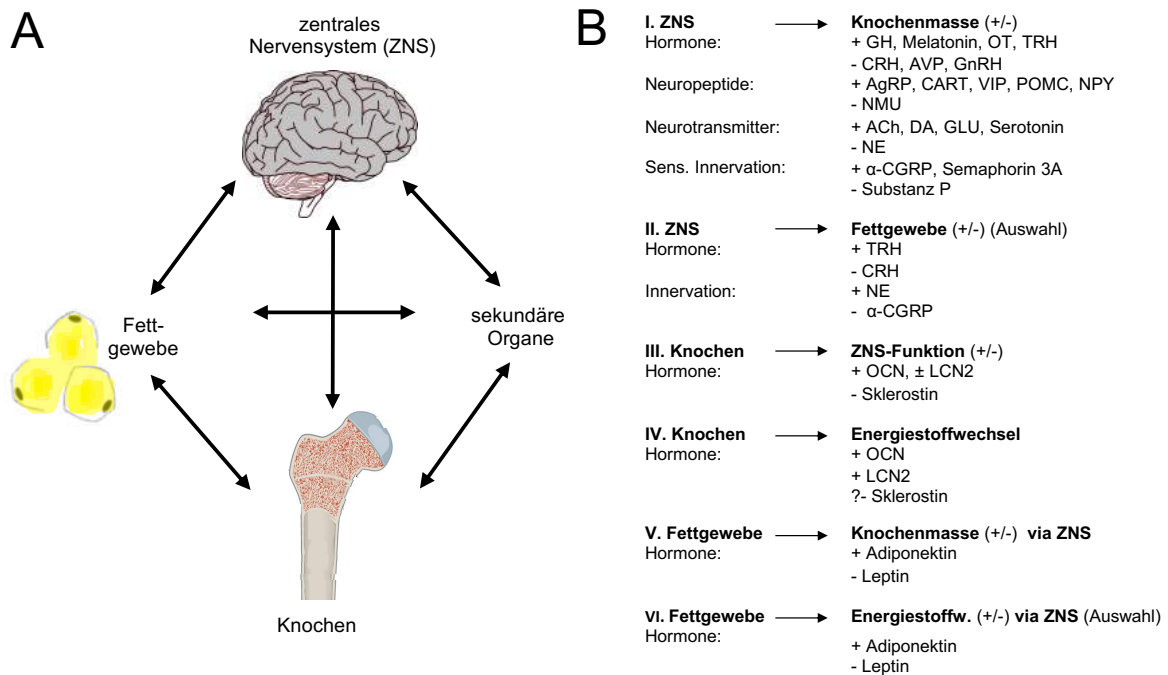 A
zentrales
Nervensystem (ZNS)
Fett-
gewebe
sekundäre
Organe
Knochen
B
I. ZNS Knochenmasse (+/-)
Hormone: + GH, Melatonin, OT, TRH
- CRH, AVP, GnRH
Neuropeptide: + AgRP, CART, VIP, POMC, NPY
- NMU
Neurotransmitter: + ACh, DA, GLU, Serotonin
- NE
Sens. Innervation: + α-CGRP, Semaphorin 3A
- Substanz P
II. ZNS Fettgewebe (+/-) (Auswahl)
Hormone: + TRH
- CRH
Innervation: + NE
- α-CGRP
III. Knochen ZNS-Funktion (+/-)
Hormone: + OCN, ± LCN2
- Sklerostin
IV. Knochen Energiestoffwechsel
Hormone: + OCN
+ LCN2
?- Sklerostin
V. Fettgewebe Knochenmasse (+/-) via ZNS
Hormone: + Adiponektin
- Leptin
VI. Fettgewebe Energiestoffw. (+/-) via ZNS (Auswahl)
Hormone: + Adiponektin
- Leptin